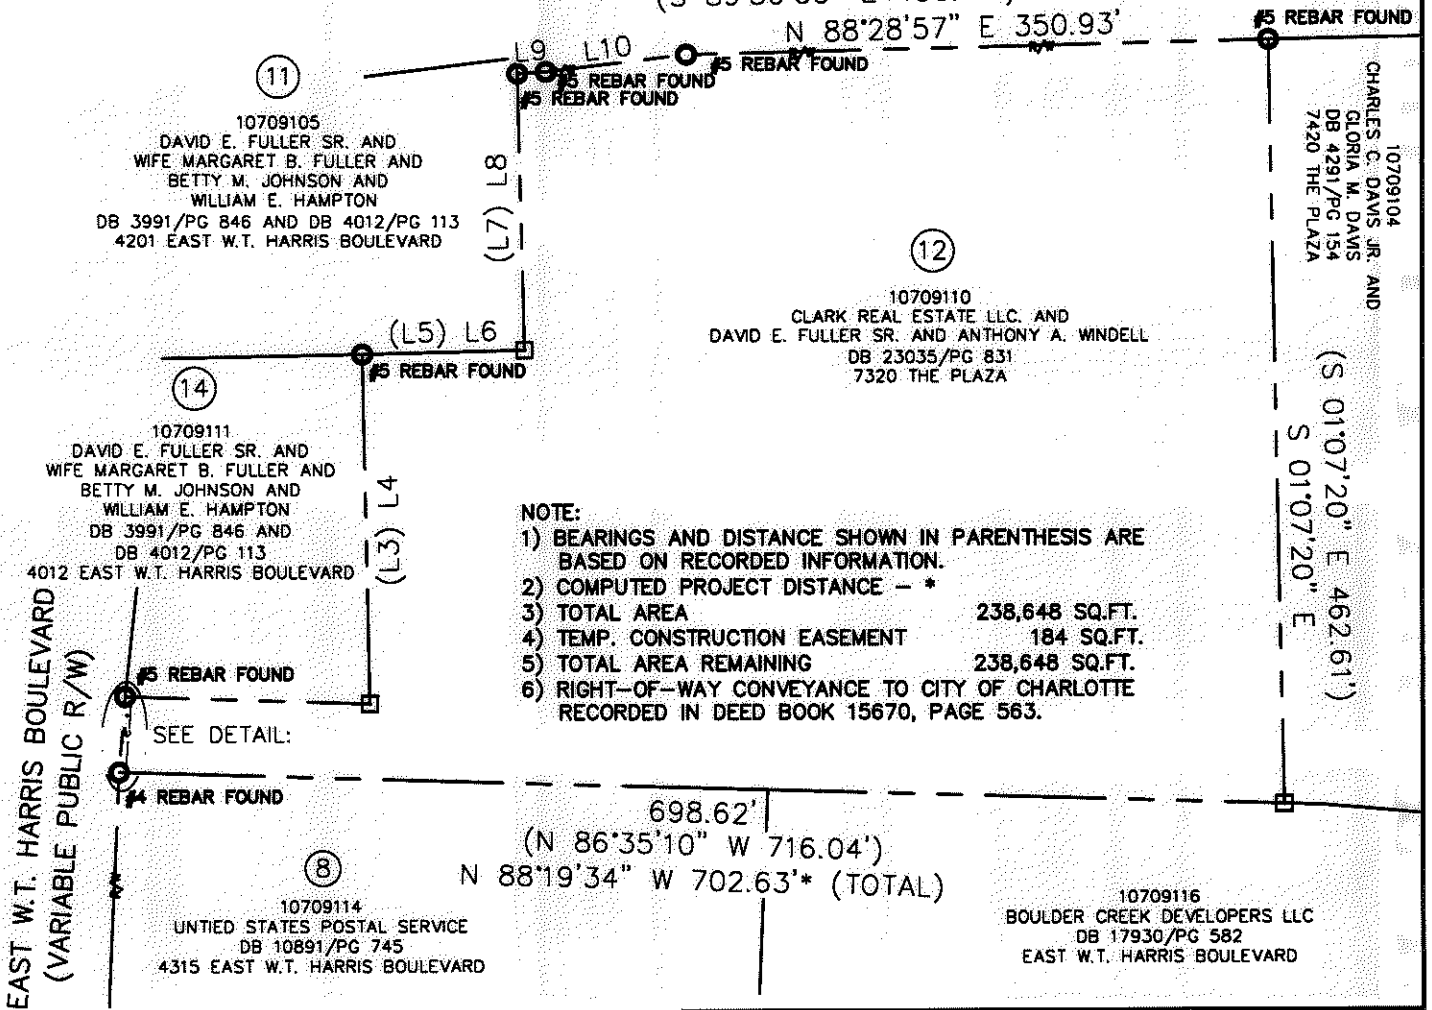 N 88°28'57" E 350.93'
#5 REBAR FOUND
L9 L10
#5 REBAR FOUND
#5 REBAR FOUND
#5 REBAR FOUND
11
10709105
DAVID E. FULLER SR. AND
WIFE MARGARET B. FULLER AND
BETTY M. JOHNSON AND
WILLIAM E. HAMPTON
DB 3991/PG 846 AND DB 4012/PG 113
4201 EAST W.T. HARRIS BOULEVARD
(L7) L8
10709104
CHARLES C. DAVIS JR. AND
GLORIA M. DAVIS
DB 4291/PG 154
7420 THE PLAZA
12
10709110
CLARK REAL ESTATE LLC. AND
DAVID E. FULLER SR. AND ANTHONY A. WINDELL
DB 23035/PG 831
7320 THE PLAZA
(L5) L6
#5 REBAR FOUND
14
10709111
DAVID E. FULLER SR. AND
WIFE MARGARET B. FULLER AND
BETTY M. JOHNSON AND
WILLIAM E. HAMPTON
DB 3991/PG 846 AND
DB 4012/PG 113
4012 EAST W.T. HARRIS BOULEVARD
(L3) L4
(S 01°07'20" E 462.61')
S 01°07'20" E
NOTE:
1) BEARINGS AND DISTANCE SHOWN IN PARENTHESIS ARE
BASED ON RECORDED INFORMATION.
2) COMPUTED PROJECT DISTANCE – *
3) TOTAL AREA 238,648 SQ.FT.
4) TEMP. CONSTRUCTION EASEMENT 184 SQ.FT.
5) TOTAL AREA REMAINING 238,648 SQ.FT.
6) RIGHT–OF–WAY CONVEYANCE TO CITY OF CHARLOTTE
RECORDED IN DEED BOOK 15670, PAGE 563.
#5 REBAR FOUND
SEE DETAIL:
#4 REBAR FOUND
EAST W.T. HARRIS BOULEVARD
(VARIABLE PUBLIC R/W)
698.62'
(N 86°35'10" W 716.04')
N 88°19'34" W 702.63'* (TOTAL)
8
10709114
UNTIED STATES POSTAL SERVICE
DB 10891/PG 745
4315 EAST W.T. HARRIS BOULEVARD
10709116
BOULDER CREEK DEVELOPERS LLC
DB 17930/PG 582
EAST W.T. HARRIS BOULEVARD